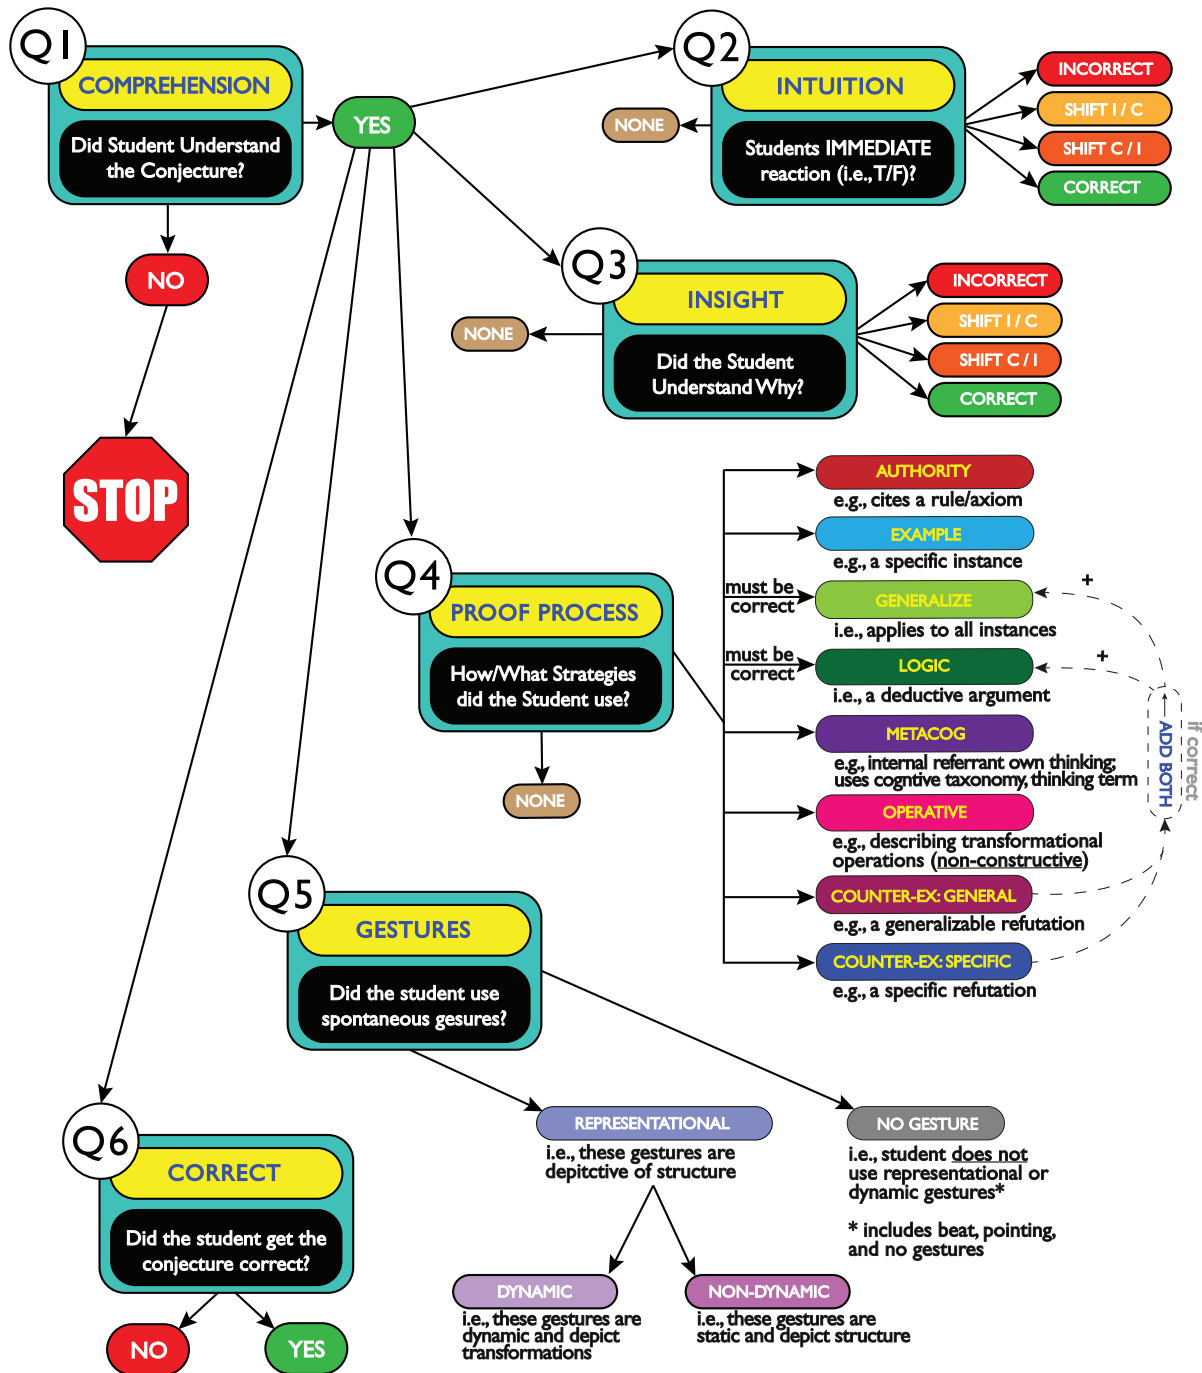 Q1
COMPREHENSION
Did Student Understand
the Conjecture?
YES
NO
STOP
Q2
INTUITION
Students IMMEDIATE
reaction (i.e., T/F)?
NONE
INCORRECT
SHIFT I / C
SHIFT C / I
CORRECT
Q3
INSIGHT
Did the Student
Understand Why?
NONE
INCORRECT
SHIFT I / C
SHIFT C / I
CORRECT
Q4
PROOF PROCESS
How/What Strategies
did the Student use?
NONE
AUTHORITY
e.g., cites a rule/axiom
EXAMPLE
e.g., a specific instance
must be
correct
GENERALIZE
i.e., applies to all instances
+
must be
correct
LOGIC
i.e., a deductive argument
+
METACOG
e.g., internal referrant own thinking;
uses cogntive taxonomy, thinking term
OPERATIVE
e.g., describing transformational
operations (non-constructive)
COUNTER-EX: GENERAL
e.g., a generalizable refutation
COUNTER-EX: SPECIFIC
e.g., a specific refutation
ADD BOTH
if correct
Q5
GESTURES
Did the student use
spontaneous gesures?
REPRESENTATIONAL
i.e., these gestures are
depitctive of structure
DYNAMIC
i.e., these gestures are
dynamic and depict
transformations
NON-DYNAMIC
i.e., these gestures are
static and depict structure
NO GESTURE
i.e., student does not
use representational or
dynamic gestures*
* includes beat, pointing,
and no gestures
Q6
CORRECT
Did the student get the
conjecture correct?
NO
YES